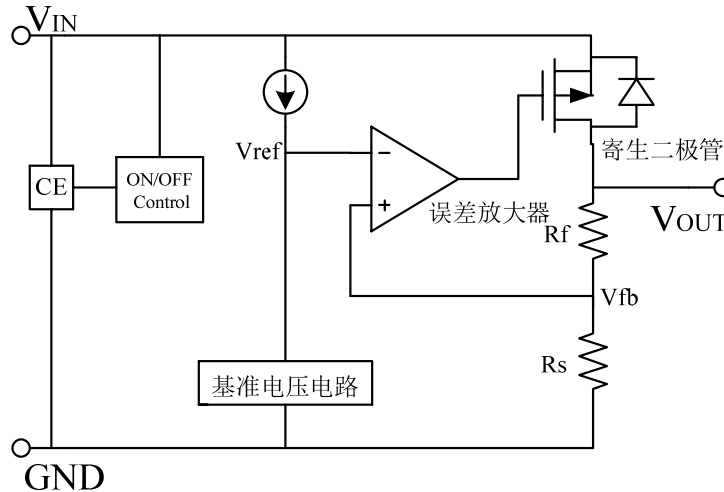 VIN
Vref
寄生二极管
CE
ON/OFF
Control
误差放大器
VOUT
Rf
Vfb
Rs
基准电压电路
GND